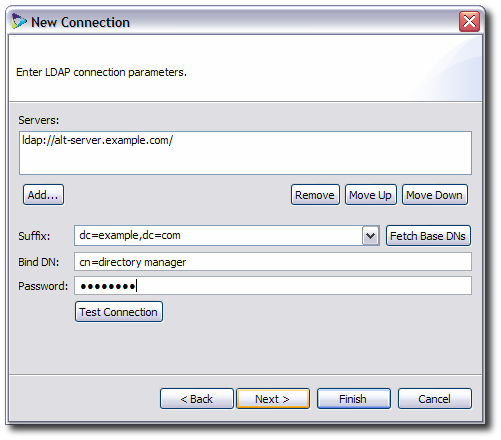 New Connection
Enter LDAP connection parameters.
Servers:
ldap://alt-server.example.com/
Add... Remove Move Up Move Down
Suffix: dc=example,dc=com Fetch Base DNs
Bind DN: cn=directory manager
Password: ●●●●●●●●
Test Connection
< Back Next > Finish Cancel